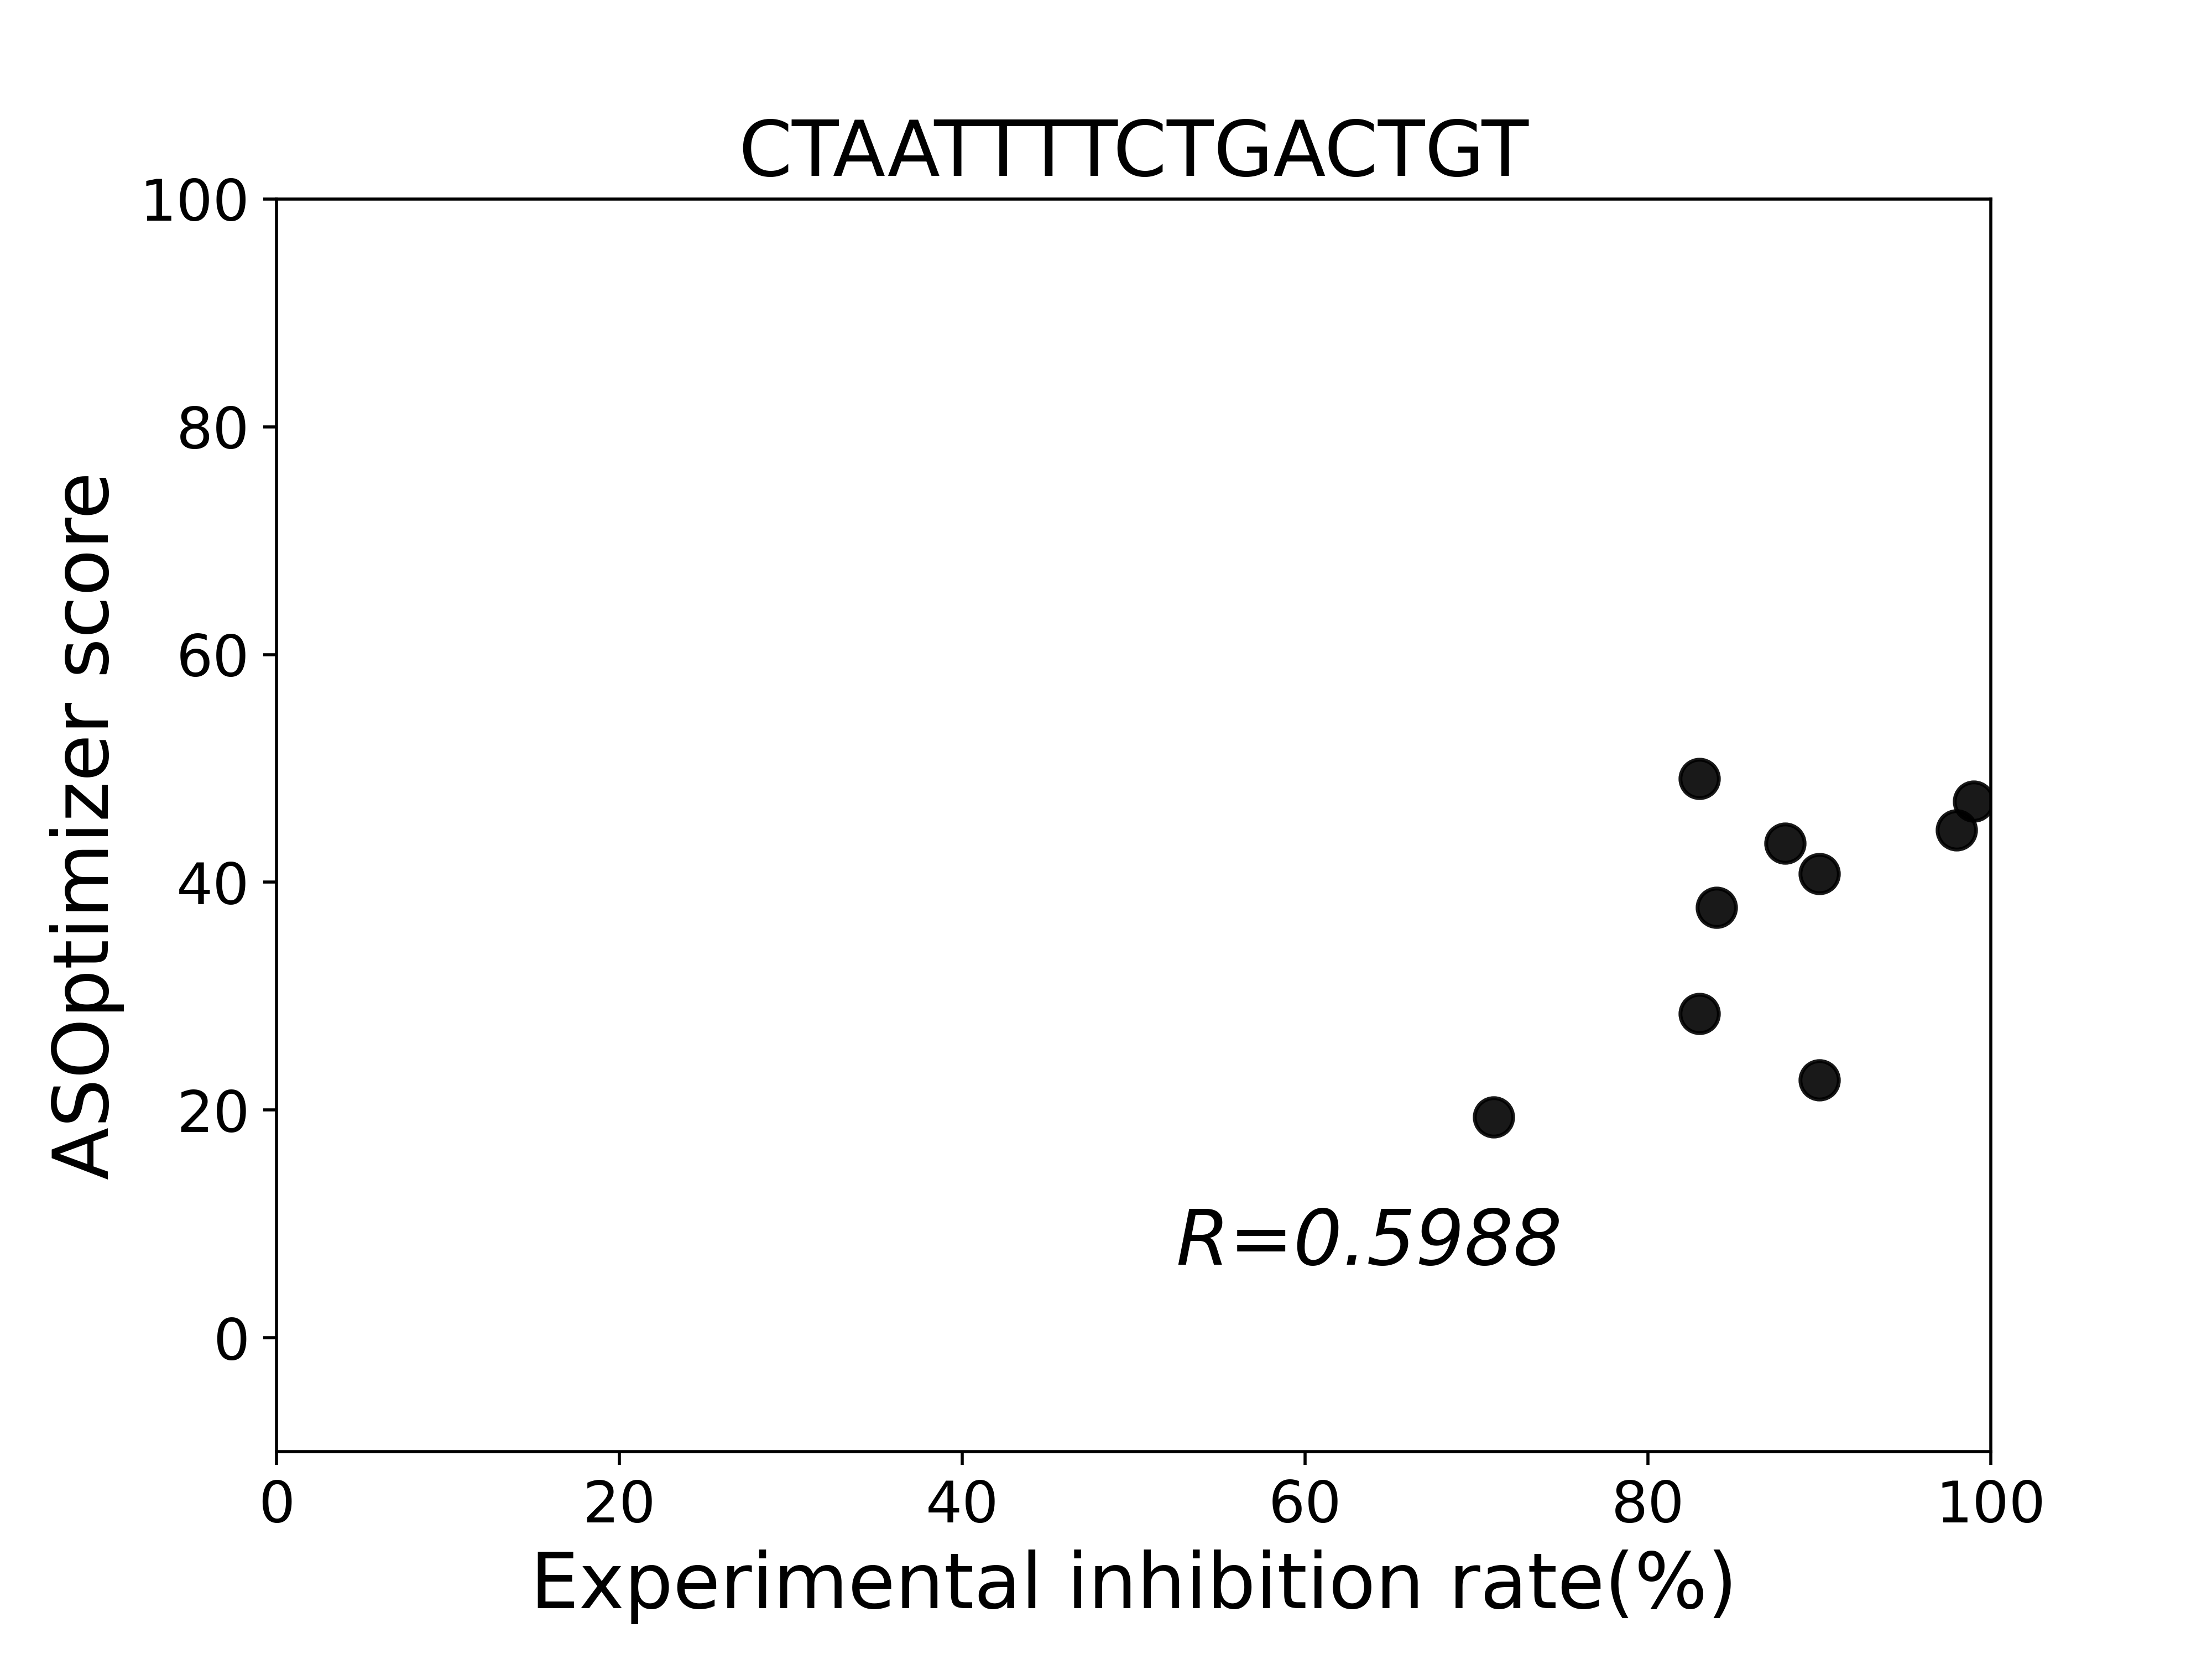 CTAATTTTCTGACTGT
100
80
60
40
20
0
ASOptimizer score
R=0.5988
0 20 40 60 80 100
Experimental inhibition rate(%)